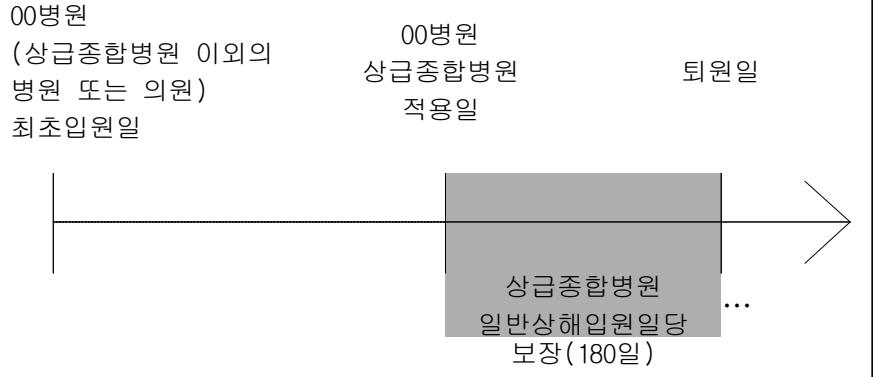 00병원
(상급종합병원 이외의
병원 또는 의원)
최초입원일
00병원
상급종합병원
적용일
퇴원일
상급종합병원
일반상해입원일당
보장(180일)
...